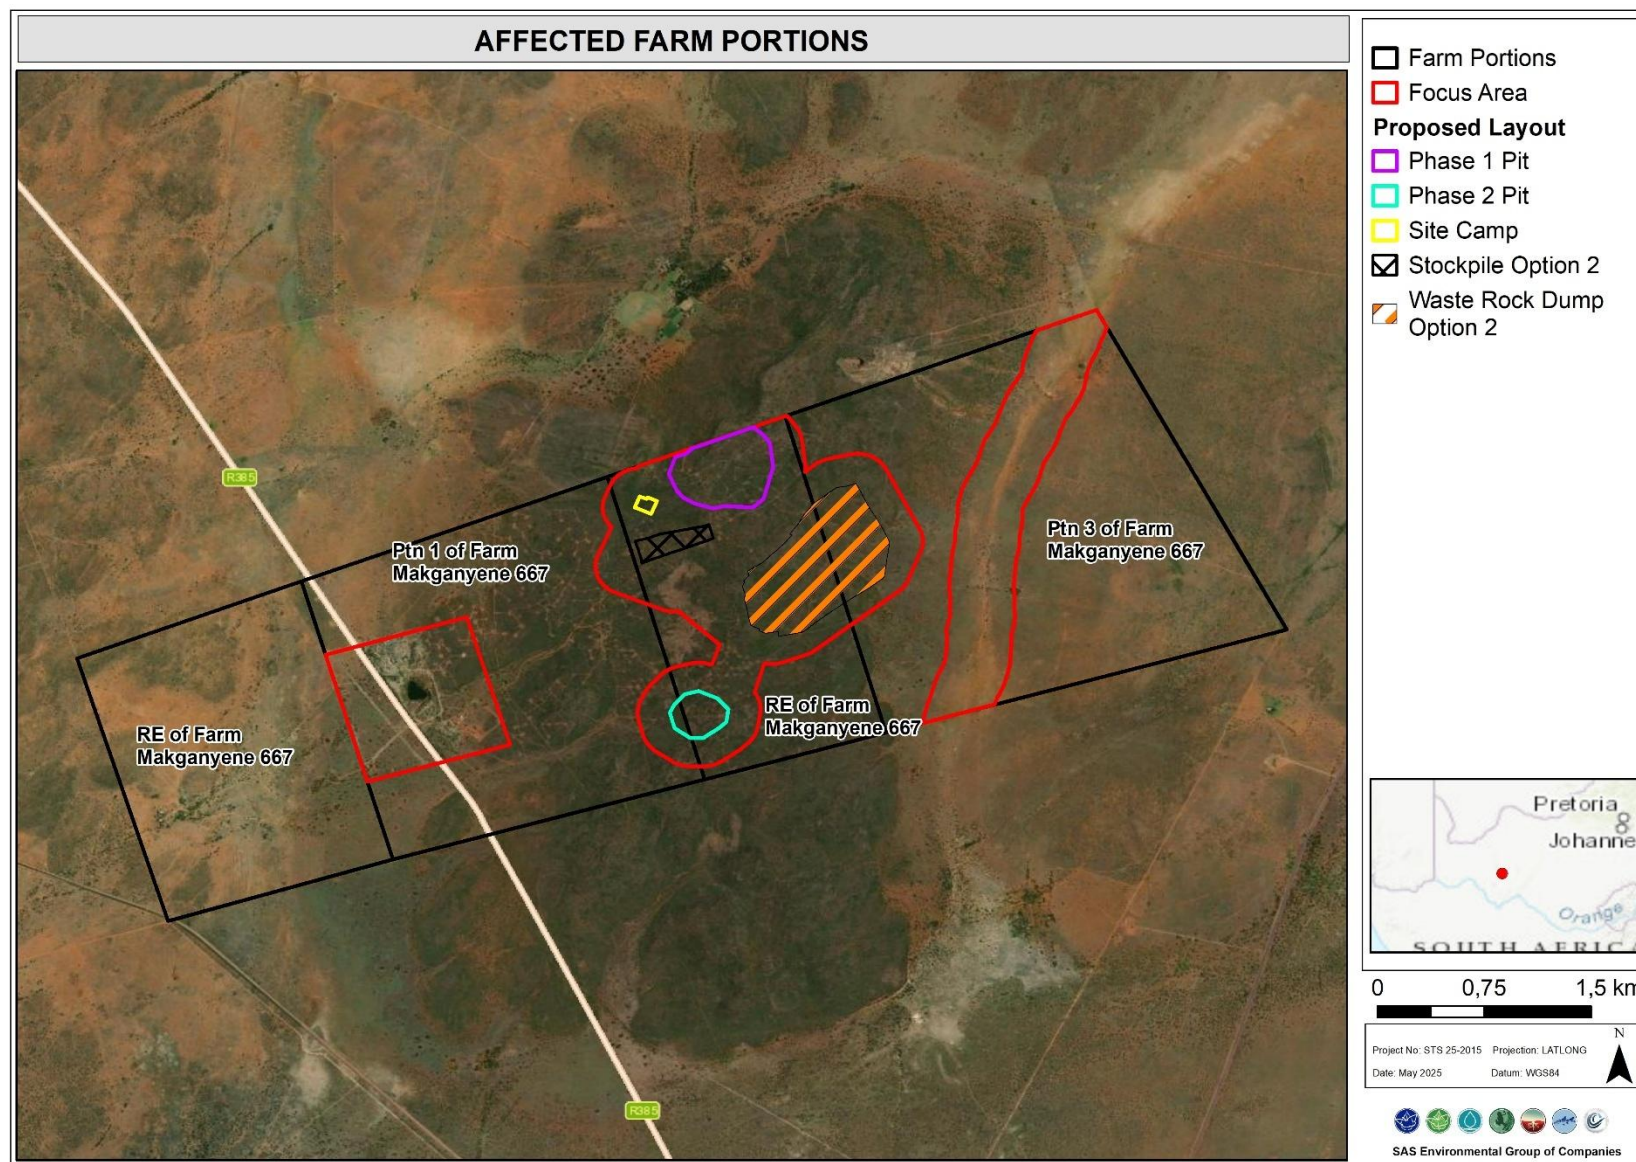 AFFECTED FARM PORTIONS
Farm Portions
Focus Area
Proposed Layout
Phase 1 Pit
Phase 2 Pit
Site Camp
Stockpile Option 2
Waste Rock Dump
Option 2
R385
Ptn 1 of Farm
Makganyene 667
Ptn 3 of Farm
Makganyene 667
RE of Farm
Makganyene 667
RE of Farm
Makganyene 667
R385
Pretoria
Johanne
Orange
SOUTH AFRICA
0 0,75 1,5 km
Project No: STS 25-2015 Projection: LATLONG
Date: May 2025 Datum: WGS84
N
SAS Environmental Group of Companies